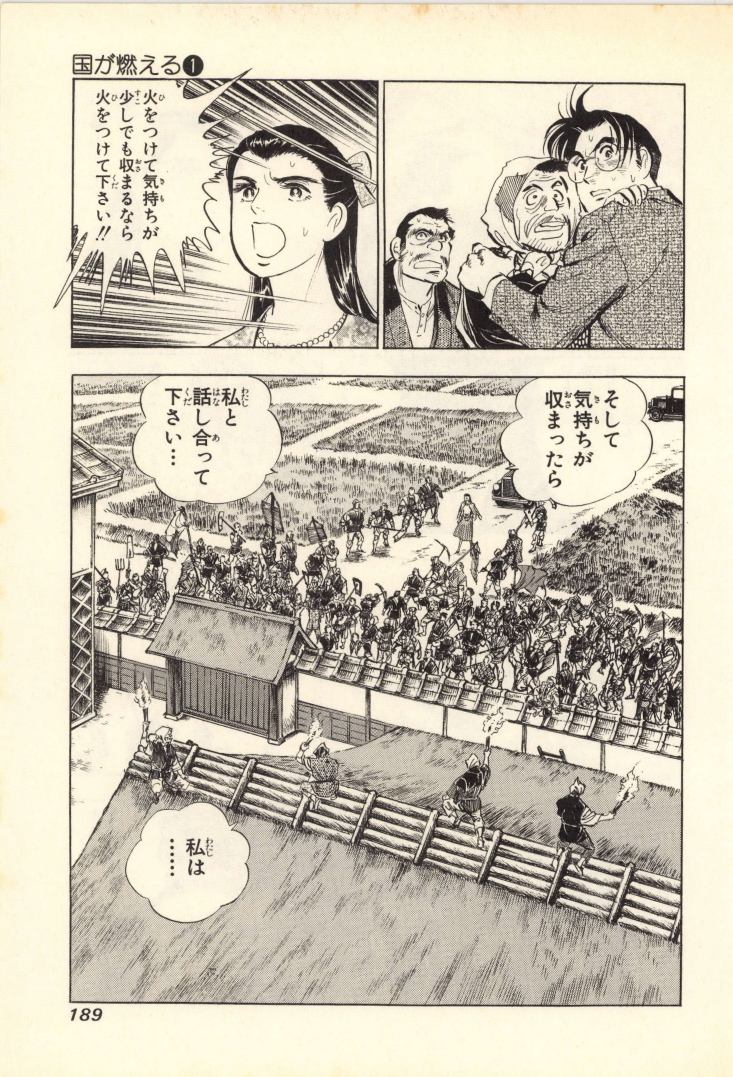 国が燃える❶
火をつけて気持ちが
少しでも収まるなら
火をつけて下さい!!
そして
気持ちが
収まったら
私と
話し合って
下さい…
私は
……
189